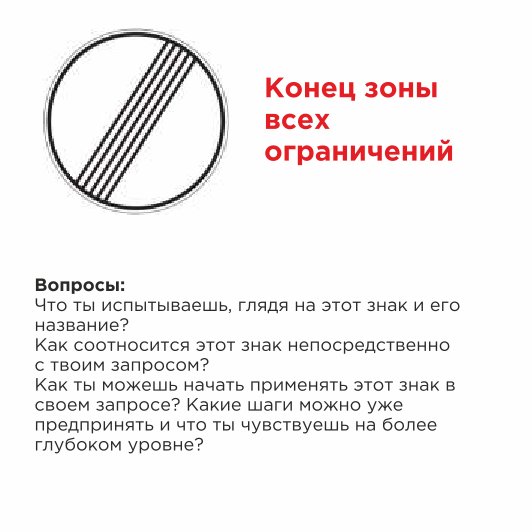 Конец зоны
всех
ограничений
Вопросы:
Что ты испытываешь, глядя на этот знак и его
название?
Как соотносится этот знак непосредственно
с твоим запросом?
Как ты можешь начать применять этот знак в
своем запросе? Какие шаги можно уже
предпринять и что ты чувствуешь на более
глубоком уровне?